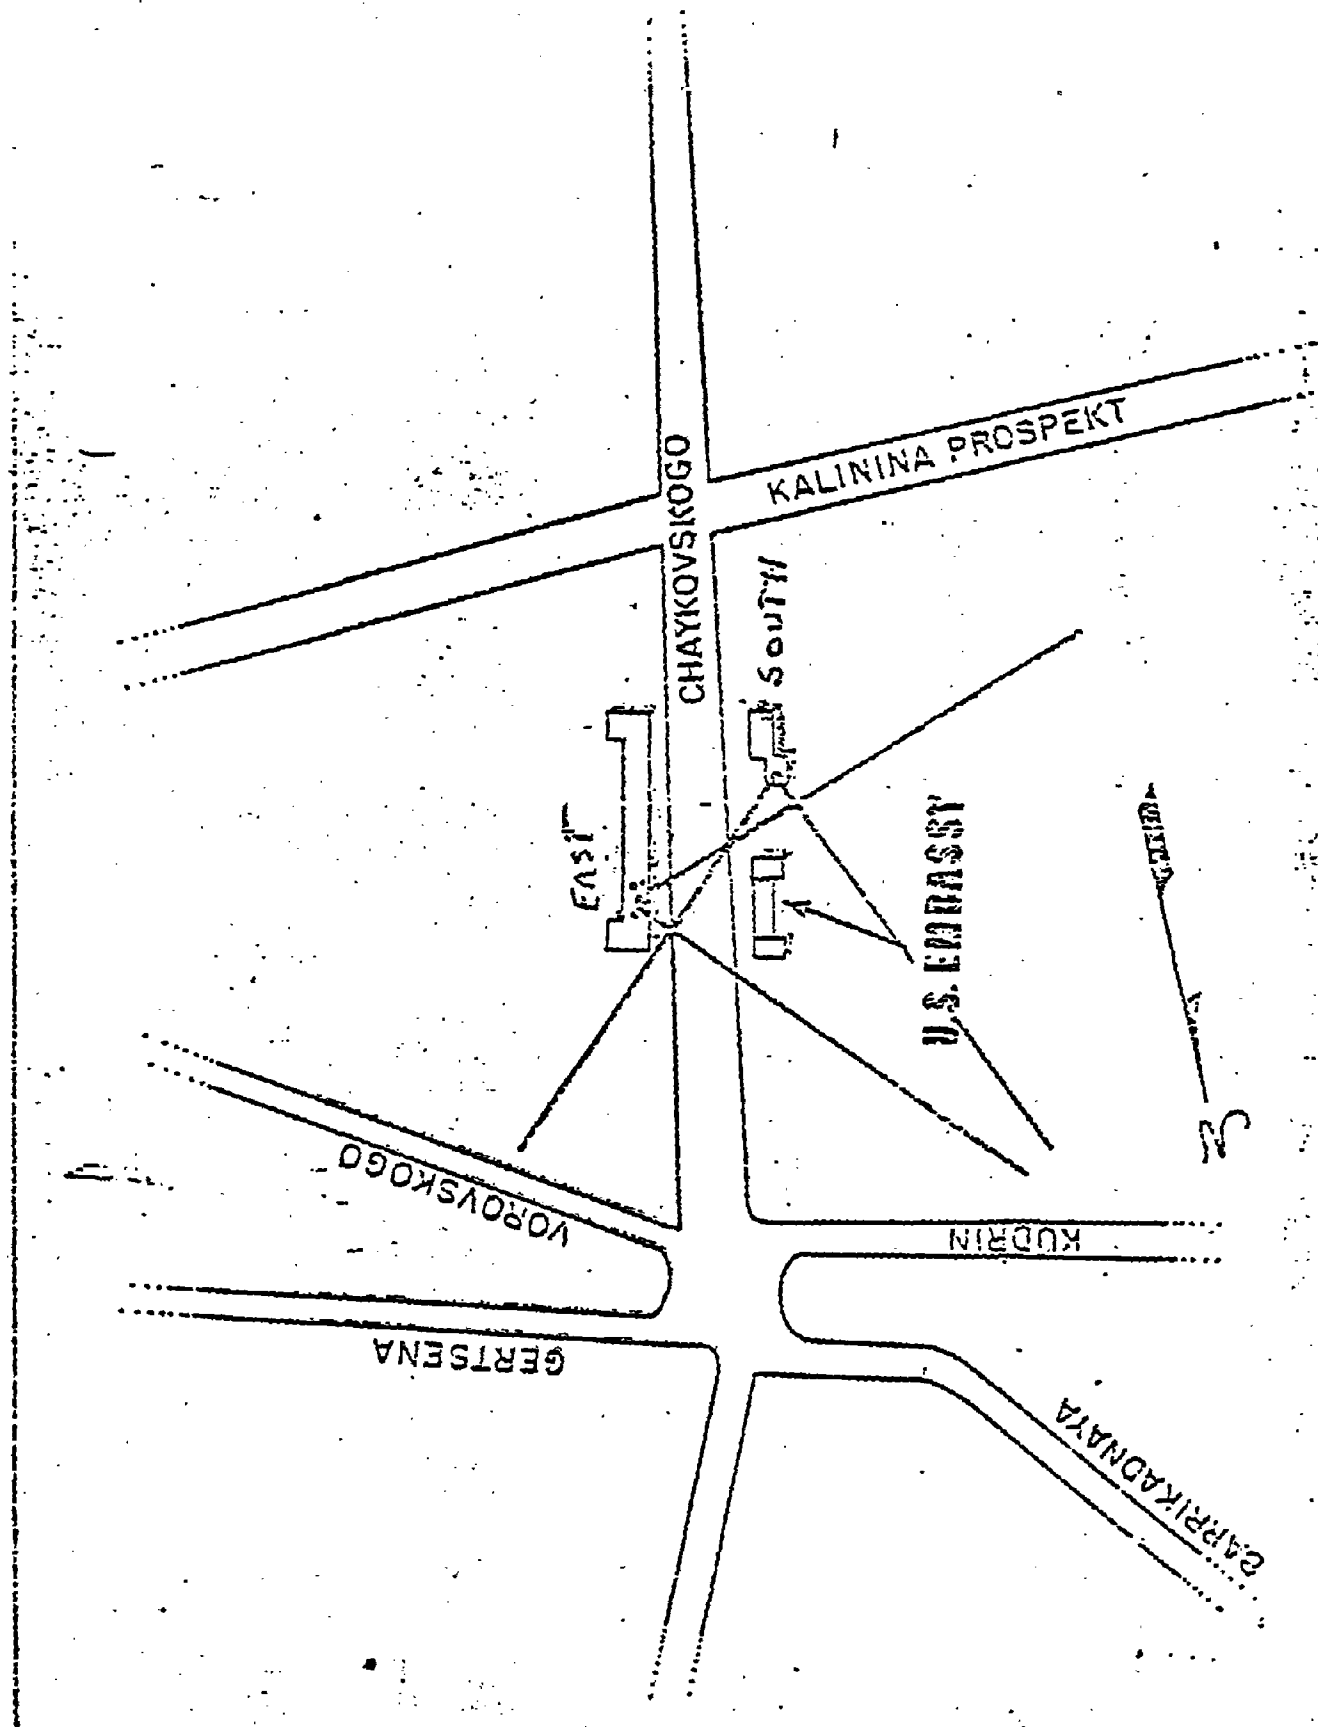 KALININA PROSPEKT
CHAYKOVSKOGO
SOUTH
EAST
U.S. EMBASSY
VOROVSKOGO
KUDRIN
GERTSENA
BARRIKADNAYA